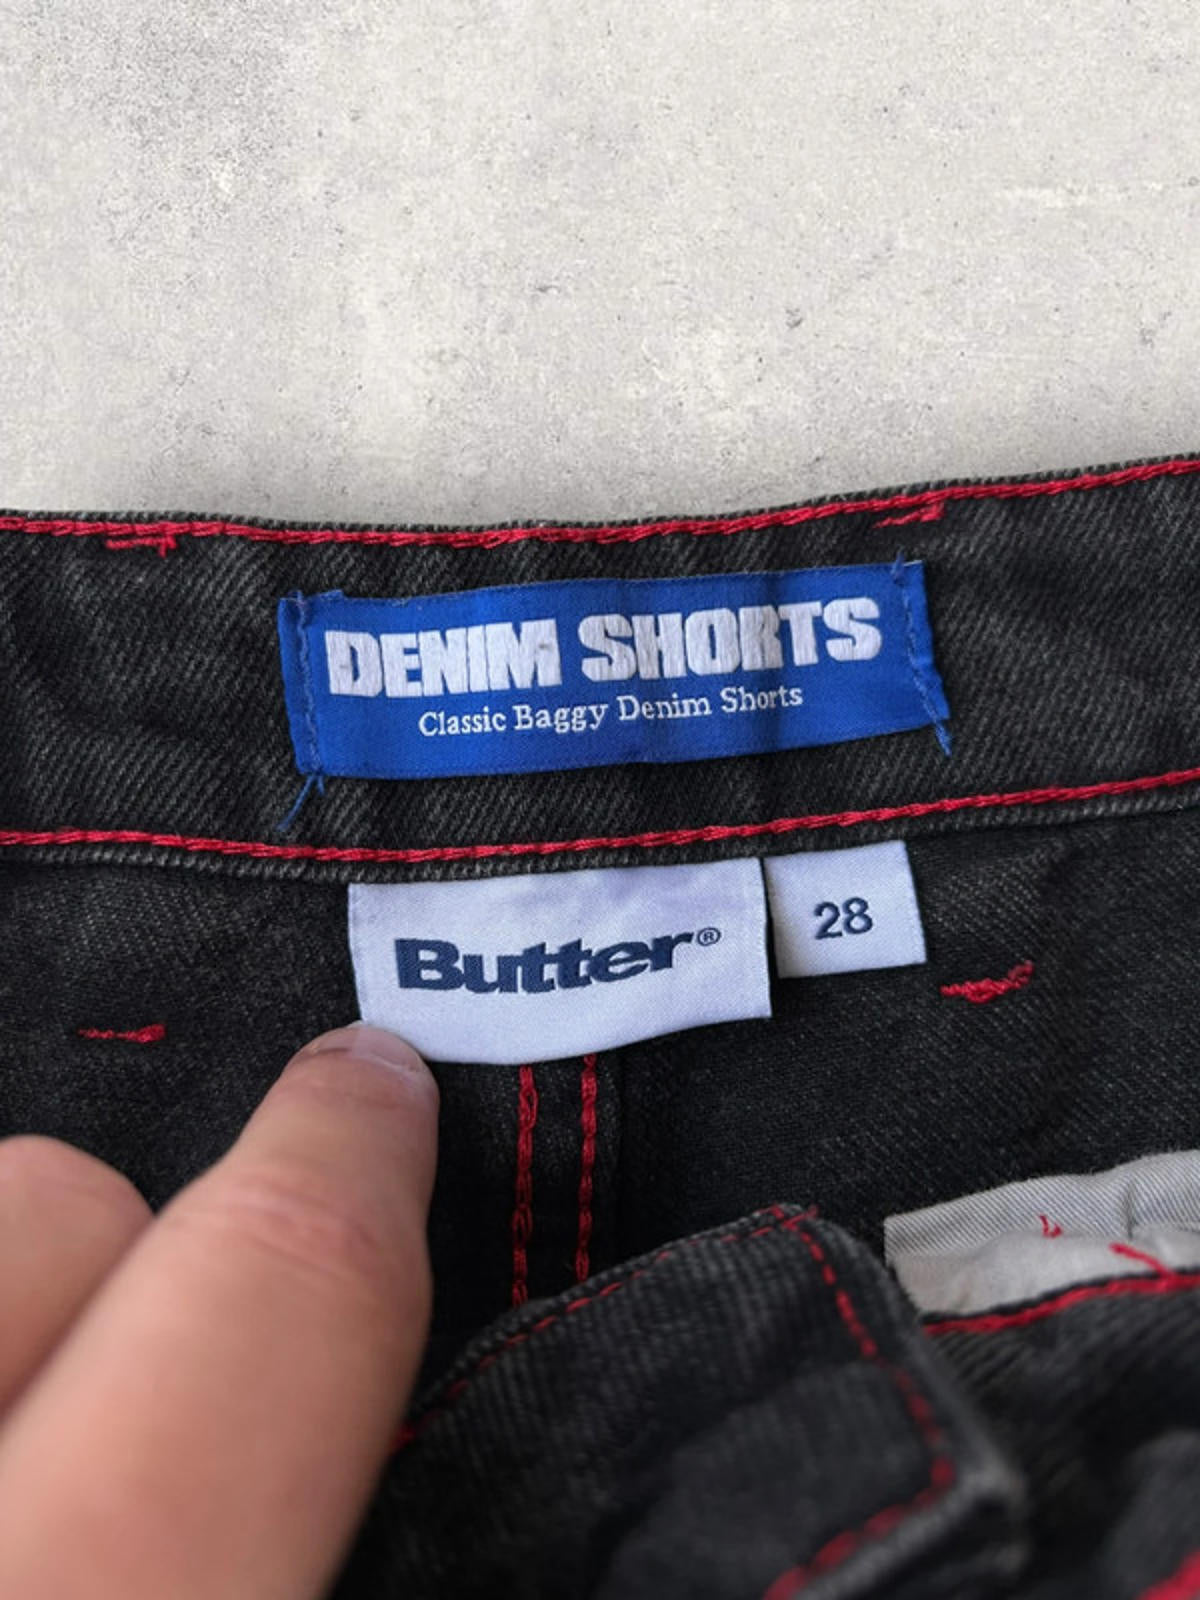 DENIM SHORTS
Classic Baggy Denim Shorts
Butter®
28